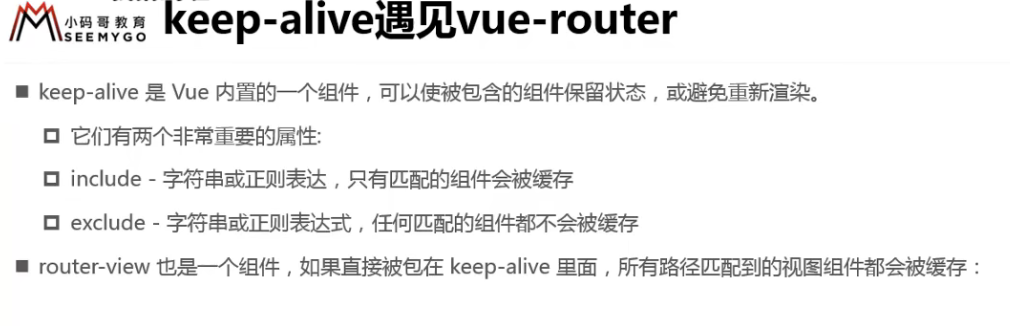 小码哥教育
SEEMYGO
keep-alive遇见vue-router
keep-alive 是 Vue 内置的一个组件，可以使被包含的组件保留状态，或避免重新渲染。
它们有两个非常重要的属性:
include - 字符串或正则表达，只有匹配的组件会被缓存
exclude - 字符串或正则表达式，任何匹配的组件都不会被缓存
router-view 也是一个组件，如果直接被包在 keep-alive 里面，所有路径匹配到的视图组件都会被缓存：